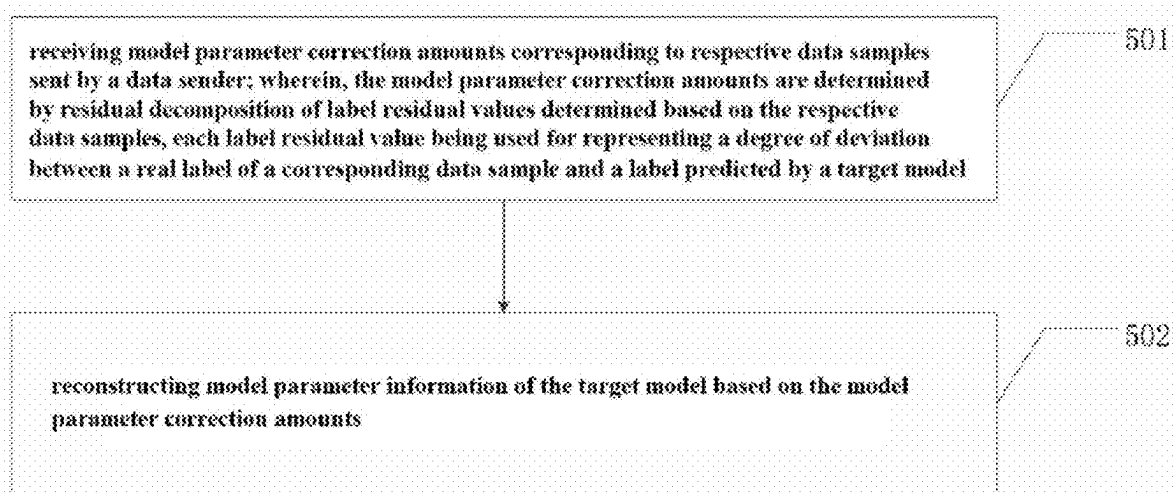 receiving model parameter correction amounts corresponding to respective data samples
sent by a data sender; wherein, the model parameter correction amounts are determined
by residual decomposition of label residual values determined based on the respective
data samples, each label residual value being used for representing a degree of deviation
between a real label of a corresponding data sample and a label predicted by a target model
501
reconstructing model parameter information of the target model based on the model
parameter correction amounts
502